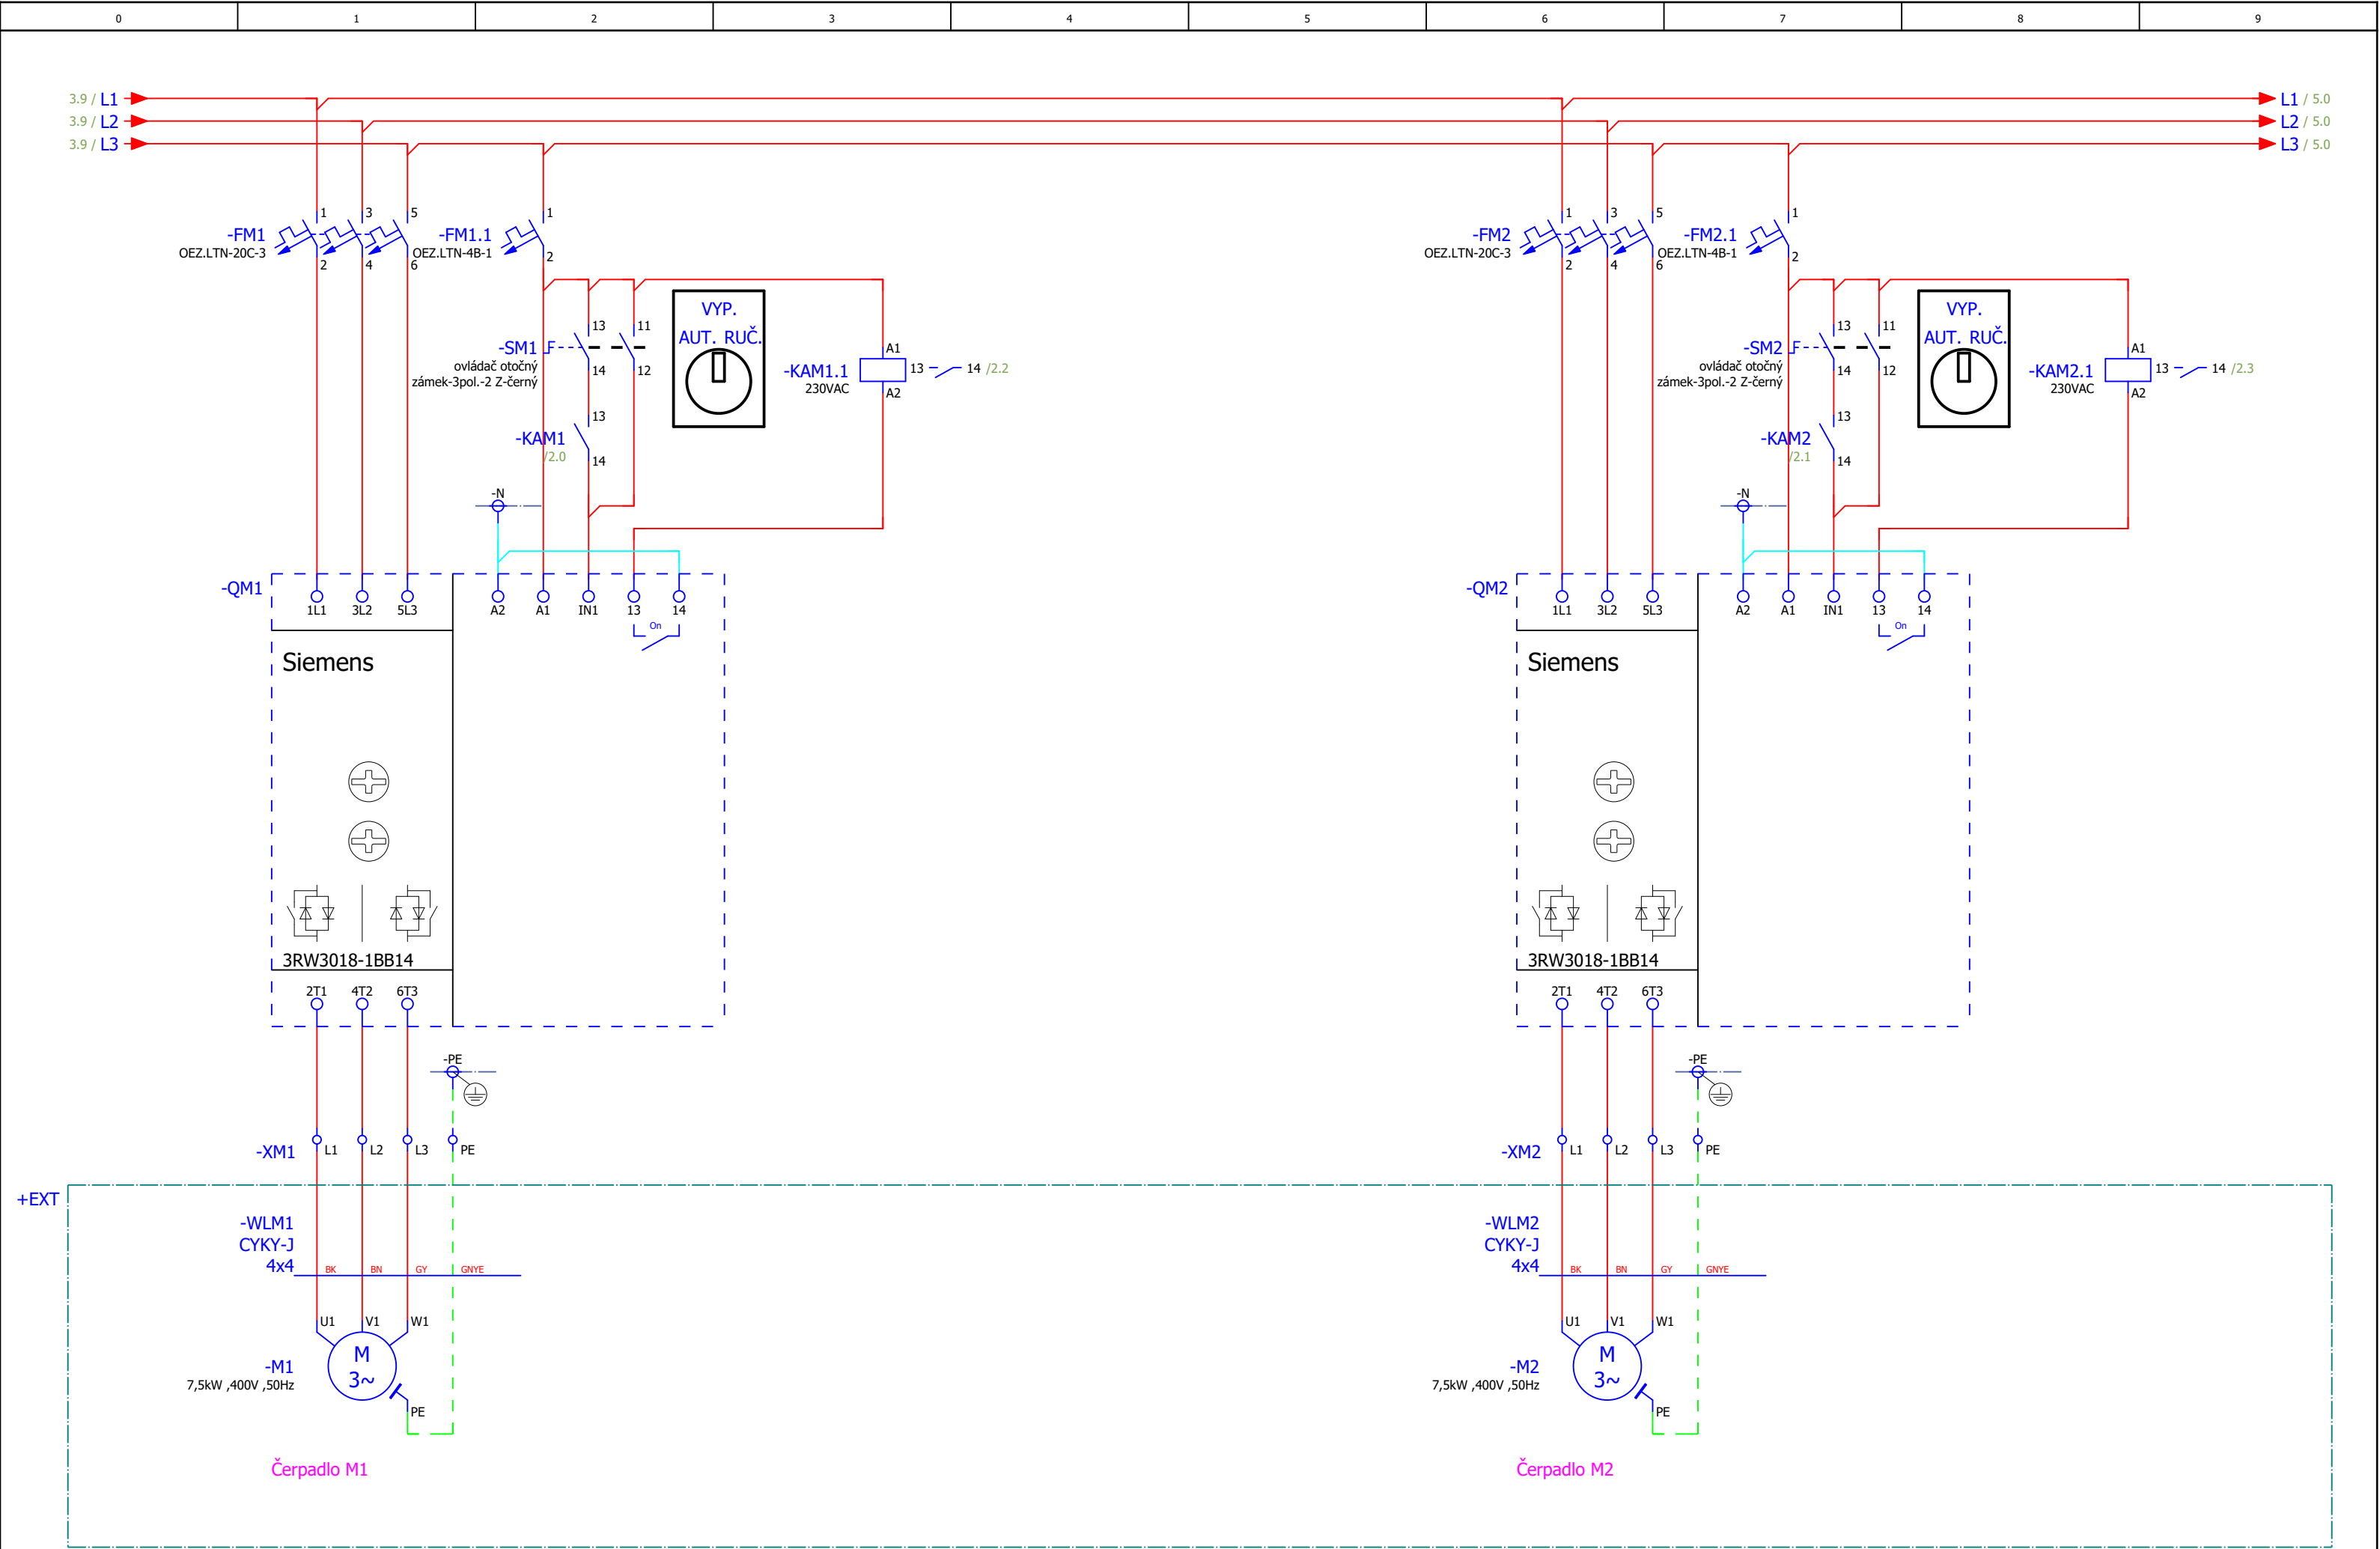 0 1 2 3 4 5 6 7 8 9
3.9 / L1 L1 / 5.0
3.9 / L2 L2 / 5.0
3.9 / L3 L3 / 5.0
-FM1
OEZ.LTN-20C-3
1 3 5
2 4 6
-FM1.1
OEZ.LTN-4B-1
1
2
-SM1
ovládač otočný
zámek-3pol.-2 Z-černý
13 11
14 12
VYP.
AUT. RUČ.
-KAM1.1
230VAC
A1
A2
13 14 /2.2
-KAM1
/2.0
13
14
-N
-QM1
1L1 3L2 5L3 A2 A1 IN1 13 14
On
Siemens
3RW3018-1BB14
2T1 4T2 6T3
-PE
-XM1
L1 L2 L3 PE
+EXT
-WLM1
CYKY-J
4x4
BK BN GY GNYE
U1 V1 W1
M
3~
-M1
7,5kW ,400V ,50Hz
PE
Čerpadlo M1
-FM2
OEZ.LTN-20C-3
1 3 5
2 4 6
-FM2.1
OEZ.LTN-4B-1
1
2
-SM2
ovládač otočný
zámek-3pol.-2 Z-černý
13 11
14 12
VYP.
AUT. RUČ.
-KAM2.1
230VAC
A1
A2
13 14 /2.3
-KAM2
/2.1
13
14
-N
-QM2
1L1 3L2 5L3 A2 A1 IN1 13 14
On
Siemens
3RW3018-1BB14
2T1 4T2 6T3
-PE
-XM2
L1 L2 L3 PE
-WLM2
CYKY-J
4x4
BK BN GY GNYE
U1 V1 W1
M
3~
-M2
7,5kW ,400V ,50Hz
PE
Čerpadlo M2